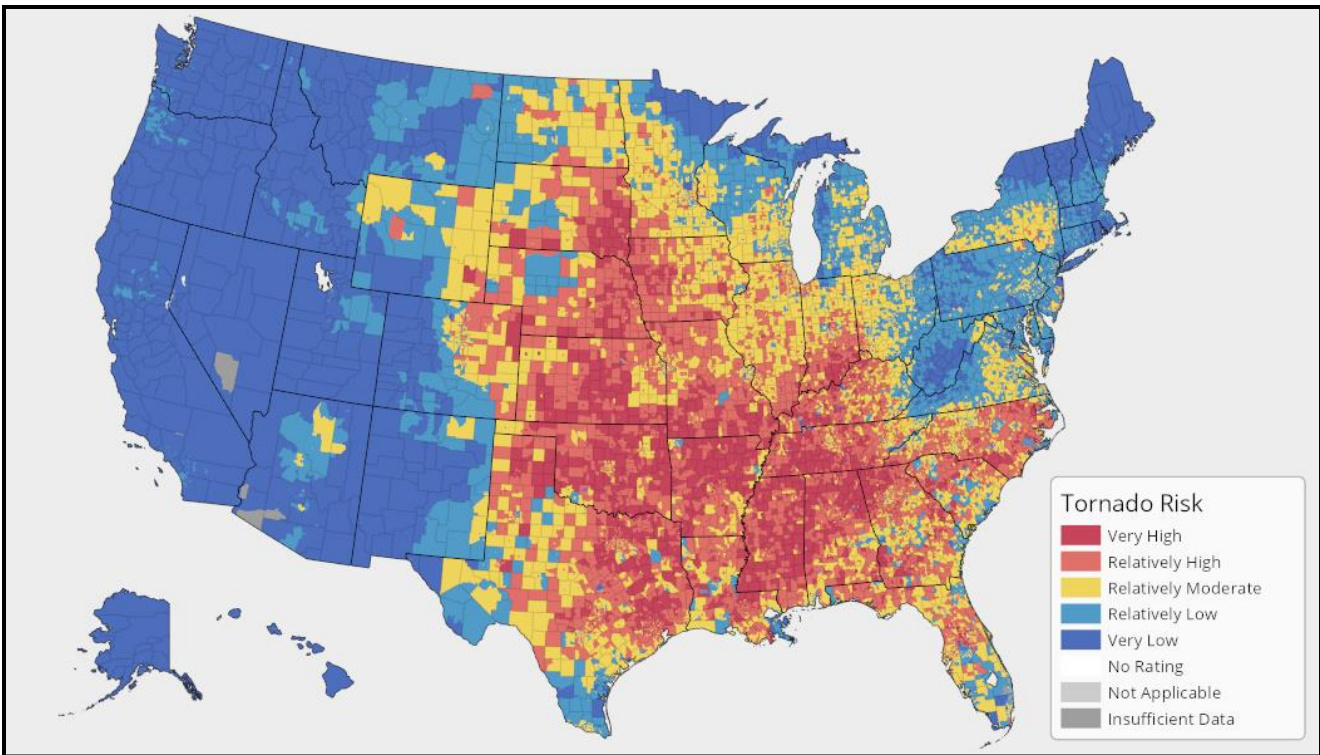 Tornado Risk
Very High
Relatively High
Relatively Moderate
Relatively Low
Very Low
No Rating
Not Applicable
Insufficient Data